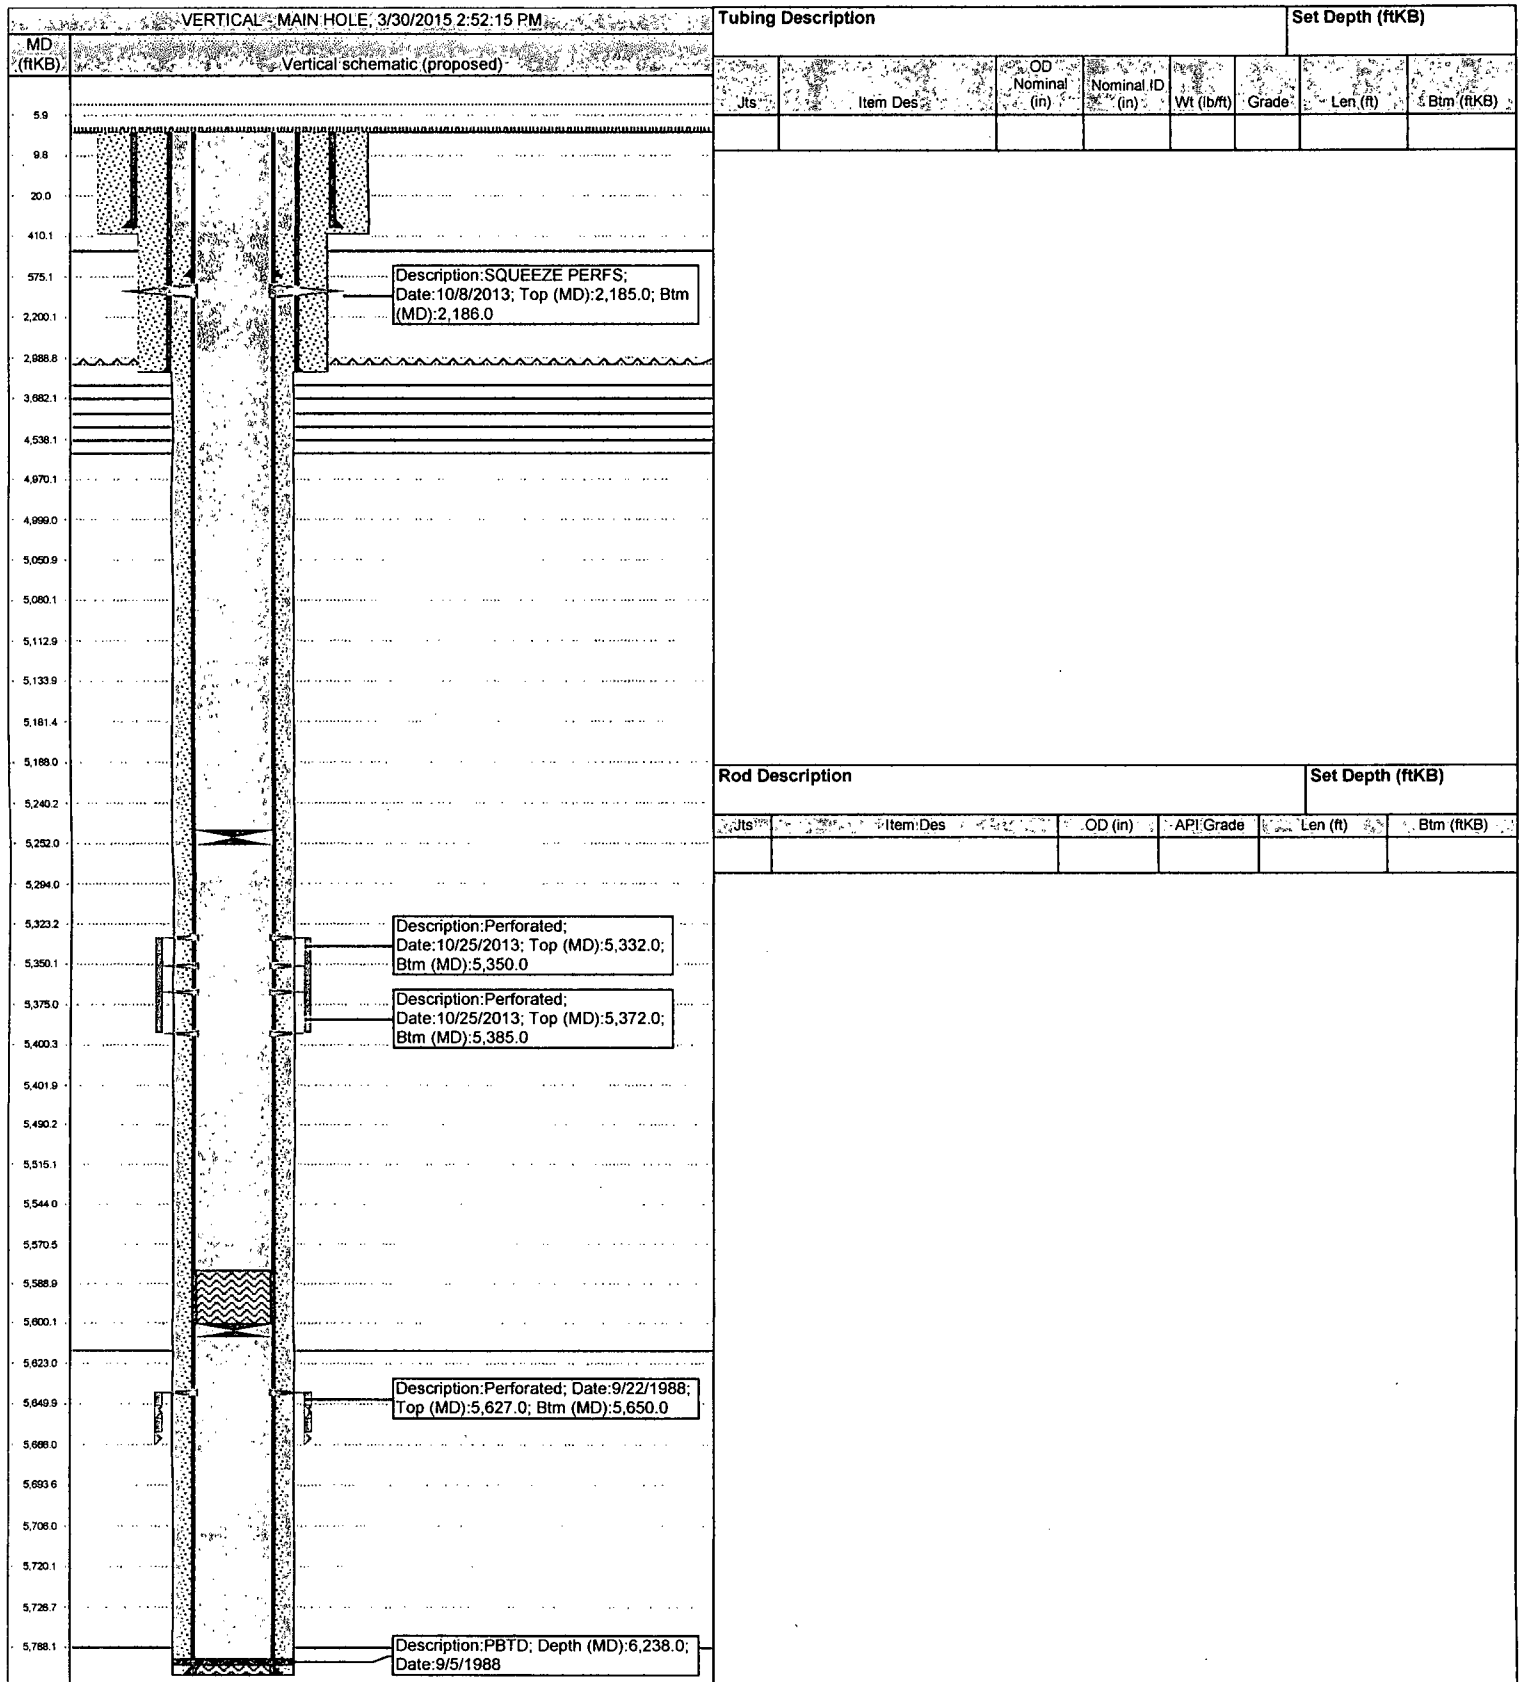 VERTICAL - MAIN HOLE, 3/30/2015 2:52:15 PM
MD
(ftKB)
Vertical schematic (proposed)
5.9
9.8
20.0
410.1
575.1
2,200.1
2,988.8
3,682.1
4,538.1
4,970.1
4,999.0
5,050.9
5,080.1
5,112.9
5,133.9
5,181.4
5,188.0
5,240.2
5,252.0
5,294.0
5,323.2
5,350.1
5,375.0
5,400.3
5,401.9
5,490.2
5,515.1
5,544.0
5,570.5
5,588.9
5,600.1
5,623.0
5,649.9
5,668.0
5,693.6
5,706.0
5,720.1
5,728.7
5,788.1
Description:SQUEEZE PERFS;
Date:10/8/2013; Top (MD):2,185.0; Btm
(MD):2,186.0
Description:Perforated;
Date:10/25/2013; Top (MD):5,332.0;
Btm (MD):5,350.0
Description:Perforated;
Date:10/25/2013; Top (MD):5,372.0;
Btm (MD):5,385.0
Description:Perforated; Date:9/22/1988;
Top (MD):5,627.0; Btm (MD):5,650.0
Description:PBTD; Depth (MD):6,238.0;
Date:9/5/1988
Tubing Description
Set Depth (ftKB)
Jts
Item Des
OD
Nominal
(in)
Nominal ID
(in)
Wt (lb/ft)
Grade
Len (ft)
Btm (ftKB)
Rod Description
Set Depth (ftKB)
Jts
Item Des
OD (in)
API Grade
Len (ft)
Btm (ftKB)